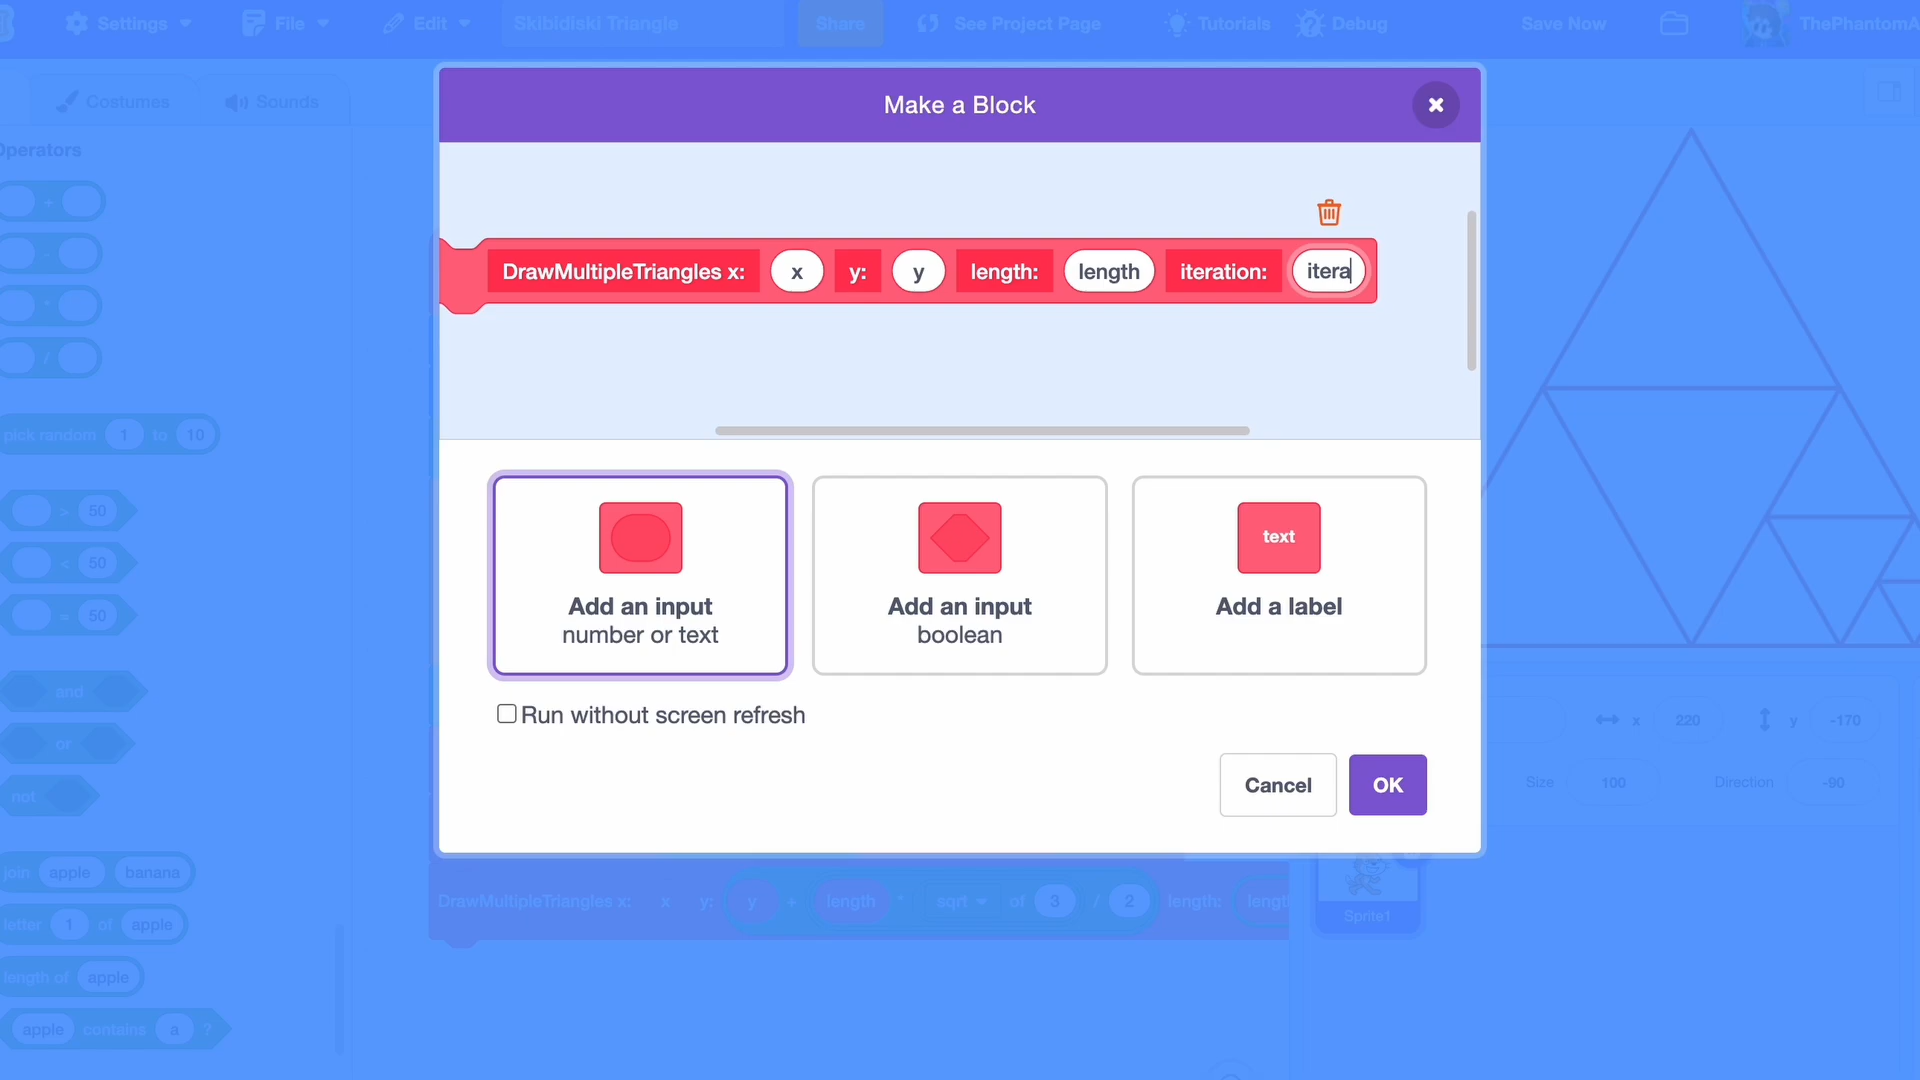 Settings File Edit Skibidiski Triangle Share See Project Page Tutorials Debug Save Now
Costumes Sounds
Make a Block
Operators
DrawMultipleTriangles x: x y: y length: length iteration: itera
+
-
*
/
pick random 1 to 10
> 50
< 50
= 50
Add an input
number or text
Add an input
boolean
text
Add a label
and
or
not
Run without screen refresh
x 220 y -170
Cancel OK
Size 100 Direction -90
join apple banana
DrawMultipleTriangles x: x y: y + length * sqrt of 3 / 2 length:
Sprite1
letter 1 of apple
length of apple
apple contains a ?